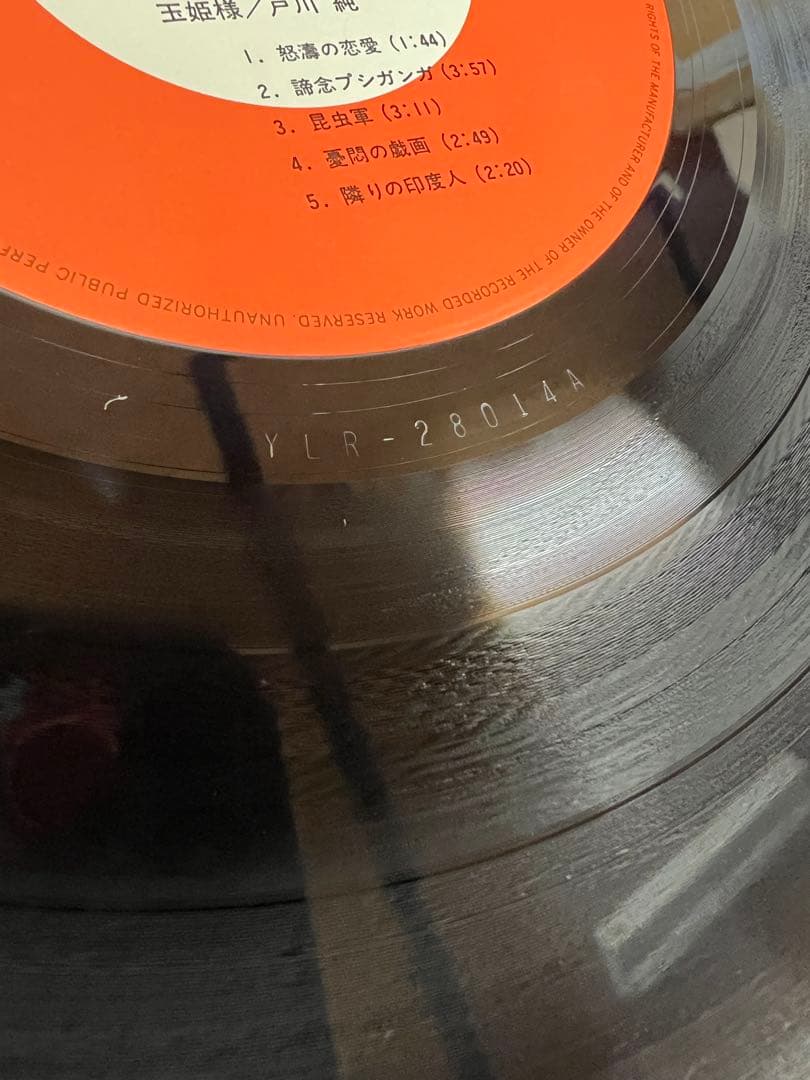 玉姫様/戸川 純
1. 怒濤の恋愛 (1:44)
2. 諦念プシガンガ (3:57)
3. 昆虫軍 (3:11)
4. 憂悶の戯画 (2:49)
5. 隣りの印度人 (2:20)
RIGHTS OF THE MANUFACTURER AND OF THE OWNER OF THE RECORDED WORK RESERVED. UNAUTHORIZED PUBLIC PERF
YLR-28014A